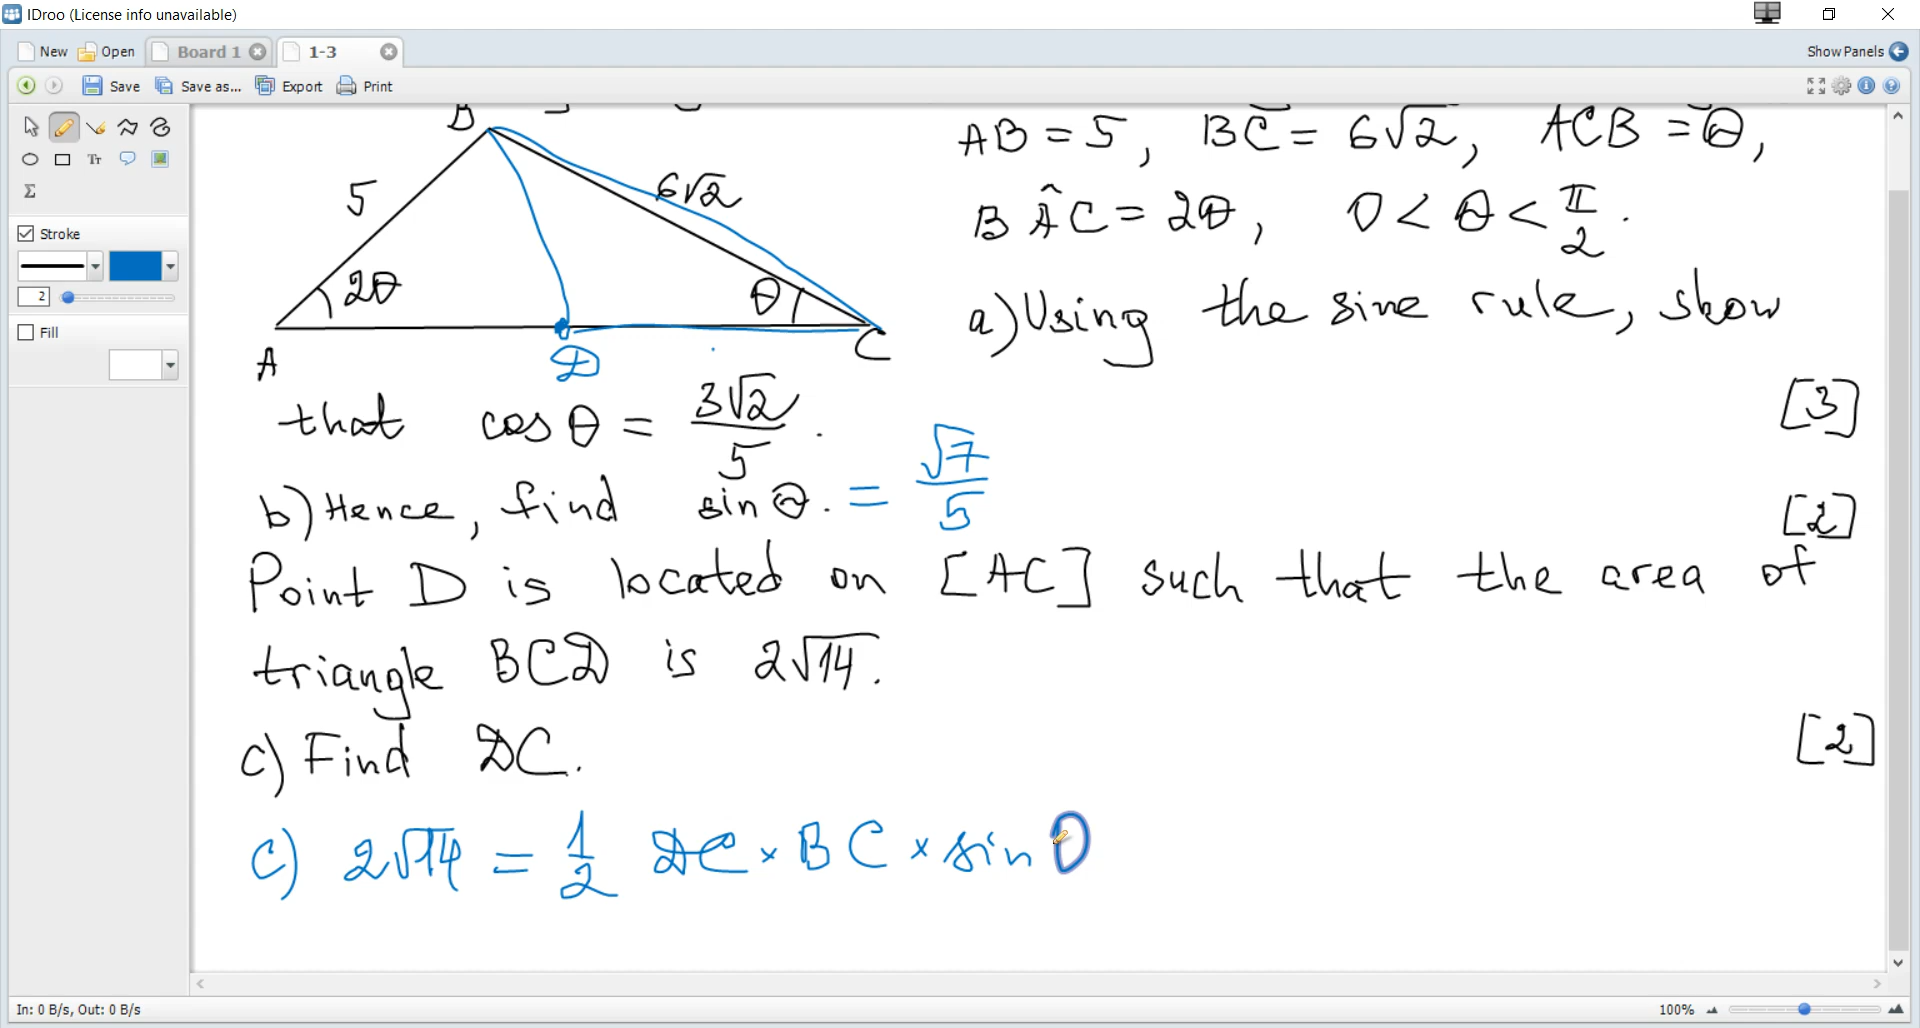 IDroo (License info unavailable)
New Open Board 1 1-3 Show Panels
Save Save as... Export Print
Tт
Σ
Stroke
2
Fill
B
5
6√2
2θ
θ
A
D
C
AB = 5, BC = 6√2, AĈB = θ,
BÂC = 2θ, 0 < θ < π/2.
a) Using the sine rule, show
that cos θ = 3√2/5. [3]
b) Hence, find sin θ. = √7/5 [2]
Point D is located on [AC] such that the area of
triangle BCD is 2√14.
c) Find DC. [2]
c) 2√14 = 1/2 DC × BC × sin 0
In: 0 B/s, Out: 0 B/s 100%